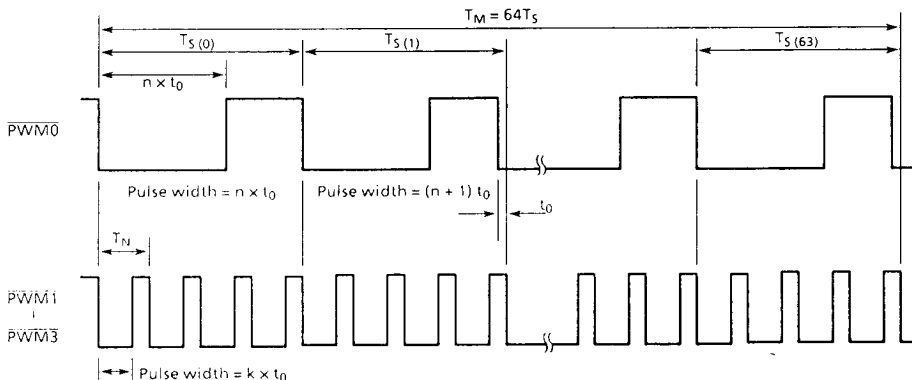 T_M = 64T_S
T_S (0)
T_S (1)
T_S (63)
n × t_0
PWM0
Pulse width = n × t_0
Pulse width = (n + 1) t_0
t_0
T_N
PWM1
PWM3
Pulse width = k × t_0